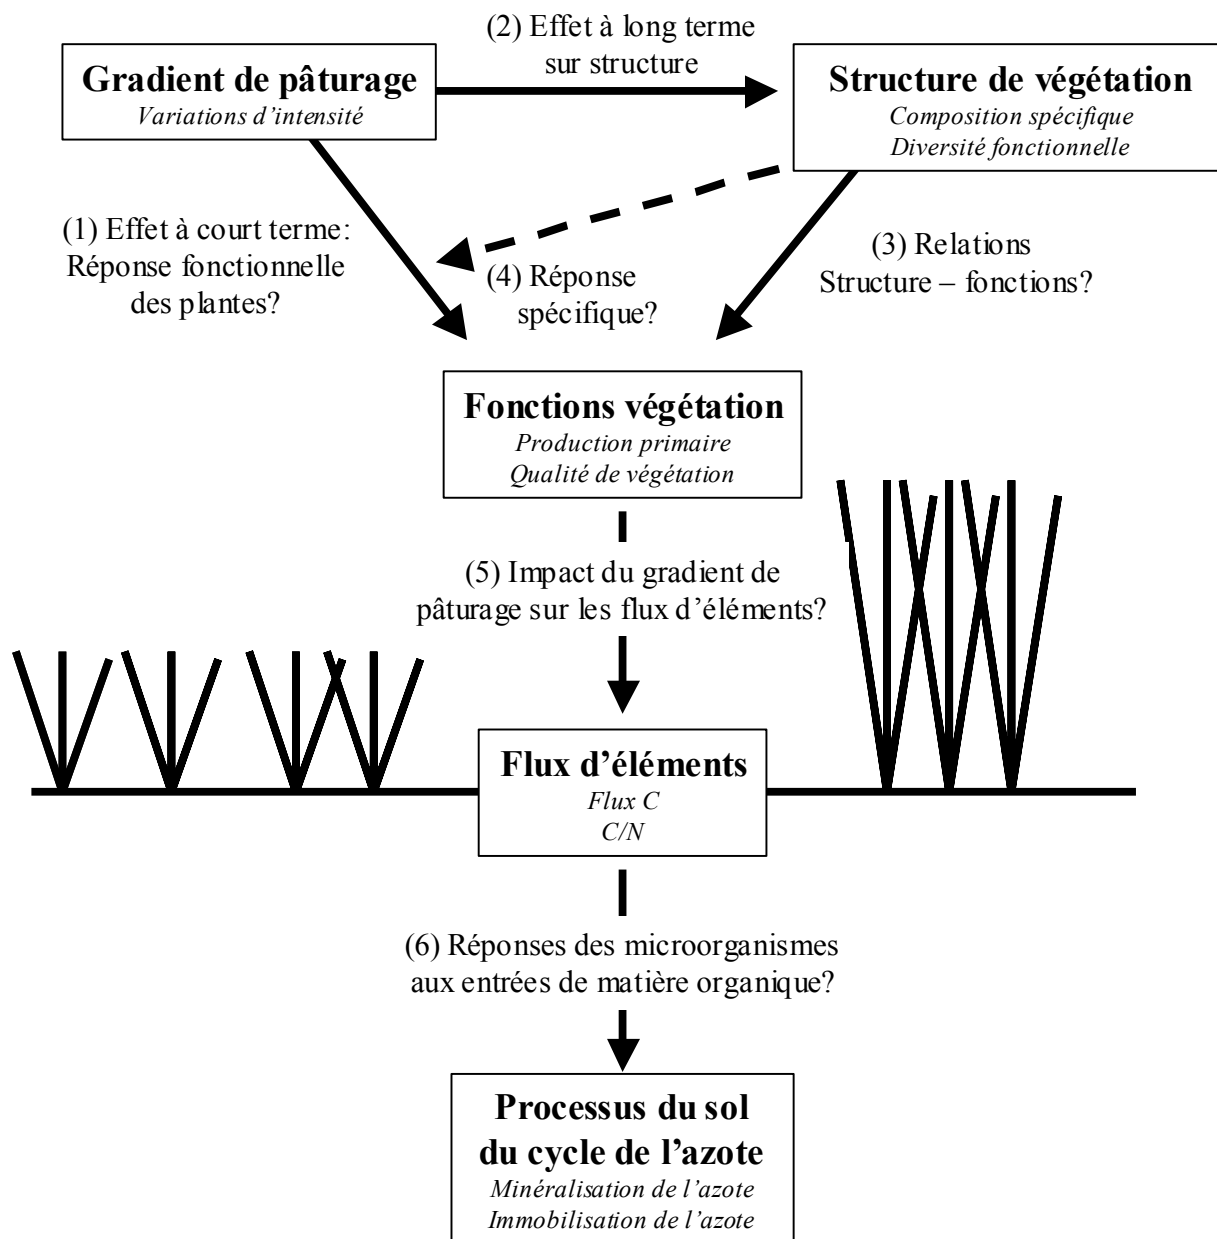 (2) Effet à long terme
sur structure
Gradient de pâturage
Variations d’intensité
Structure de végétation
Composition spécifique
Diversité fonctionnelle
(1) Effet à court terme:
Réponse fonctionnelle
des plantes?
(4) Réponse
spécifique?
(3) Relations
Structure – fonctions?
Fonctions végétation
Production primaire
Qualité de végétation
(5) Impact du gradient de
pâturage sur les flux d’éléments?
Flux d’éléments
Flux C
C/N
(6) Réponses des microorganismes
aux entrées de matière organique?
Processus du sol
du cycle de l’azote
Minéralisation de l’azote
Immobilisation de l’azote